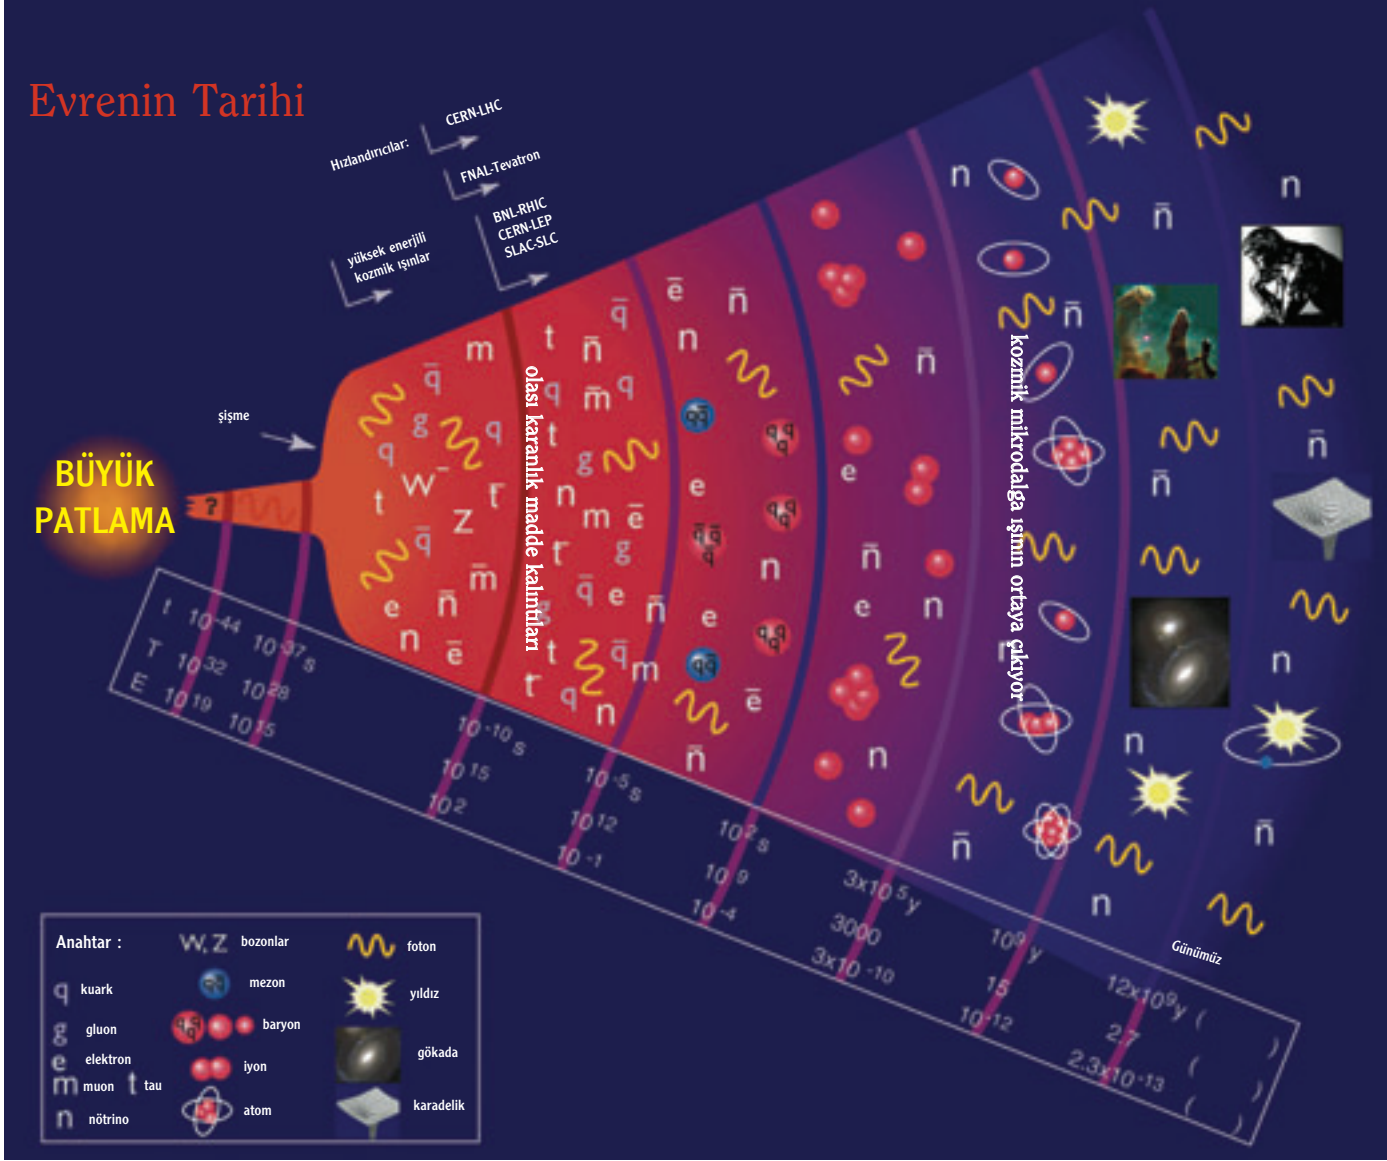 Evrenin Tarihi
Hızlandırıcılar:
CERN-LHC
FNAL-Tevatron
BNL-RHIC
CERN-LEP
SLAC-SLC
yüksek enerjili
kozmik ışınlar
şişme
BÜYÜK
PATLAMA
?
olası karanlık madde kalıntıları
kozmik mikrodalga ışının ortaya çıkıyor
t 10⁻⁴⁴ 10⁻³⁷ s 10⁻¹⁰ s 10⁻⁵ s 10² s 3x10⁵ y 10⁹ y 12x10⁹ y ( )
T 10³² 10²⁸ 10¹⁵ 10¹² 10⁹ 3000 15 2.7 ( )
E 10¹⁹ 10¹⁵ 10² 10⁻¹ 10⁻⁴ 3x10⁻¹⁰ 10⁻¹² 2.3x10⁻¹³ ( )
Günümüz
Anahtar :
q kuark
g gluon
e elektron
m muon t tau
n nötrino
W, Z bozonlar
qq̄ mezon
qqq baryon
iyon
atom
foton
yıldız
gökada
karadelik